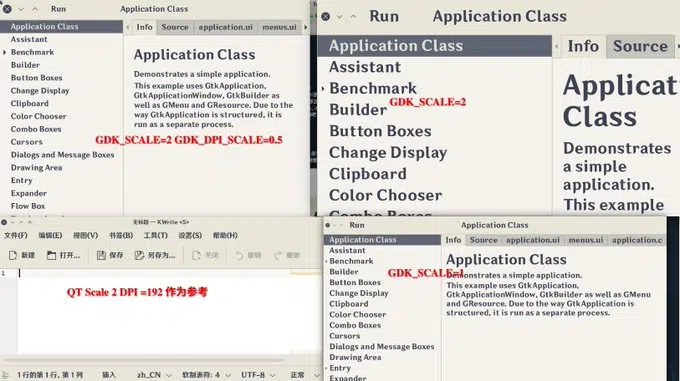 Run
Application Class
Application Class
Assistant
Benchmark
Builder
Button Boxes
Change Display
Clipboard
Color Chooser
Combo Boxes
Cursors
Dialogs and Message Boxes
Drawing Area
Entry
Expander
Flow Box
Info Source application.ui menus.ui
Application Class
Demonstrates a simple application.
This example uses GtkApplication,
GtkApplicationWindow, GtkBuilder as
well as GMenu and GResource. Due to the
way GtkApplication is structured, it is
run as a separate process.
GDK_SCALE=2 GDK_DPI_SCALE=0.5
Run
Application Class
Application Class
Assistant
Benchmark
Builder
Button Boxes
Change Display
Clipboard
Color Chooser
Combo Boxes
GDK_SCALE=2
Info Source
Applicat
Class
Demonstrates
a simple
application.
This example
无标题 — KWrite <5>
文件(F) 编辑(E) 视图(V) 书签(B) 工具(T) 设置(S) 帮助(H)
新建 打开... 保存 另存为... 关闭 撤销 重做
1
QT Scale 2 DPI =192 作为参考
1 行的第 1 行, 第 1 列 插入 zh_CN 软制表符: 4 UTF-8 正常
Run
Application Class
Application Class
Assistant
Benchmark
Builder
Button Boxes
Change Display
Clipboard
Color Chooser
Combo Boxes
Cursors
Dialogs and Message Boxes
Drawing Area
Entry
Expander
GDK_SCALE=1
Info Source application.ui menus.ui application.c
Application Class
Demonstrates a simple application.
This example uses GtkApplication,
GtkApplicationWindow, GtkBuilder as well as GMenu
and GResource. Due to the way GtkApplication is
structured, it is run as a separate process.